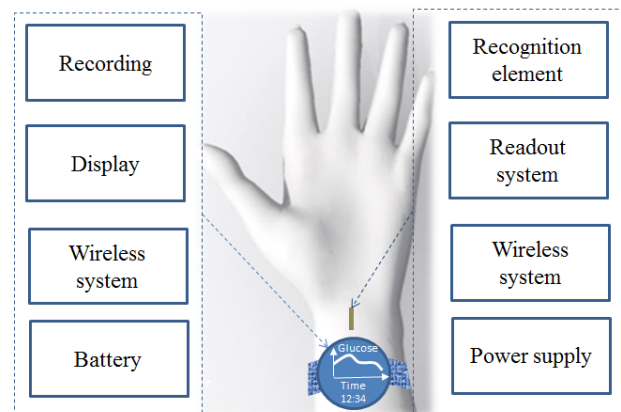 Recording
Display
Wireless
system
Battery
Recognition
element
Readout
system
Wireless
system
Power supply
Glucose
Time
12:34